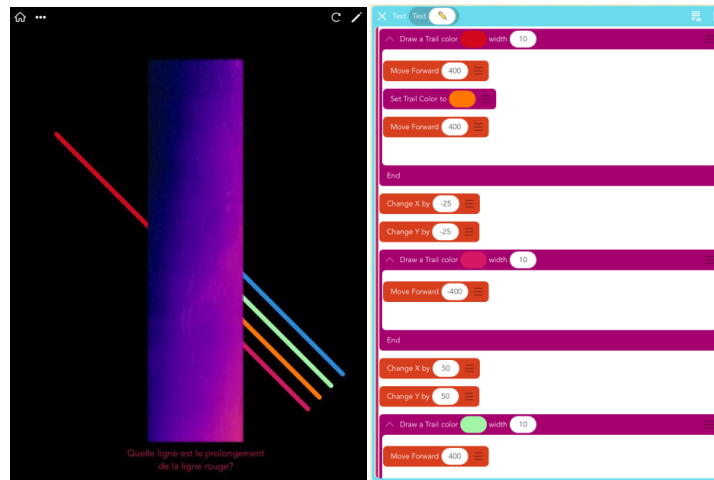 Quelle ligne est le prolongement
de la ligne rouge?
Text Text
Draw a Trail color width 10
Move Forward 400
Set Trail Color to
Move Forward 400
End
Change X by -25
Change Y by -25
Draw a Trail color width 10
Move Forward -400
End
Change X by 50
Change Y by 50
Draw a Trail color width 10
Move Forward 400